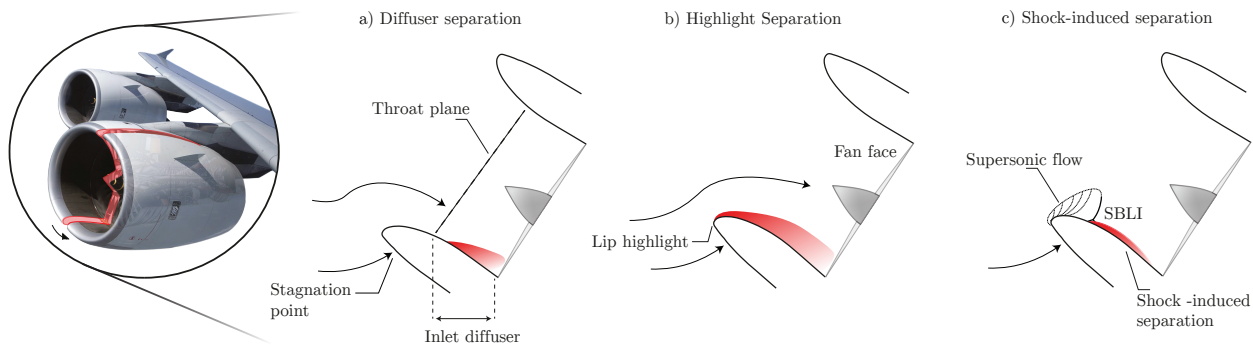 a) Diffuser separation
Throat plane
Stagnation
point
Inlet diffuser
b) Highlight Separation
Fan face
Lip highlight
c) Shock-induced separation
Supersonic flow
SBLI
Shock -induced
separation